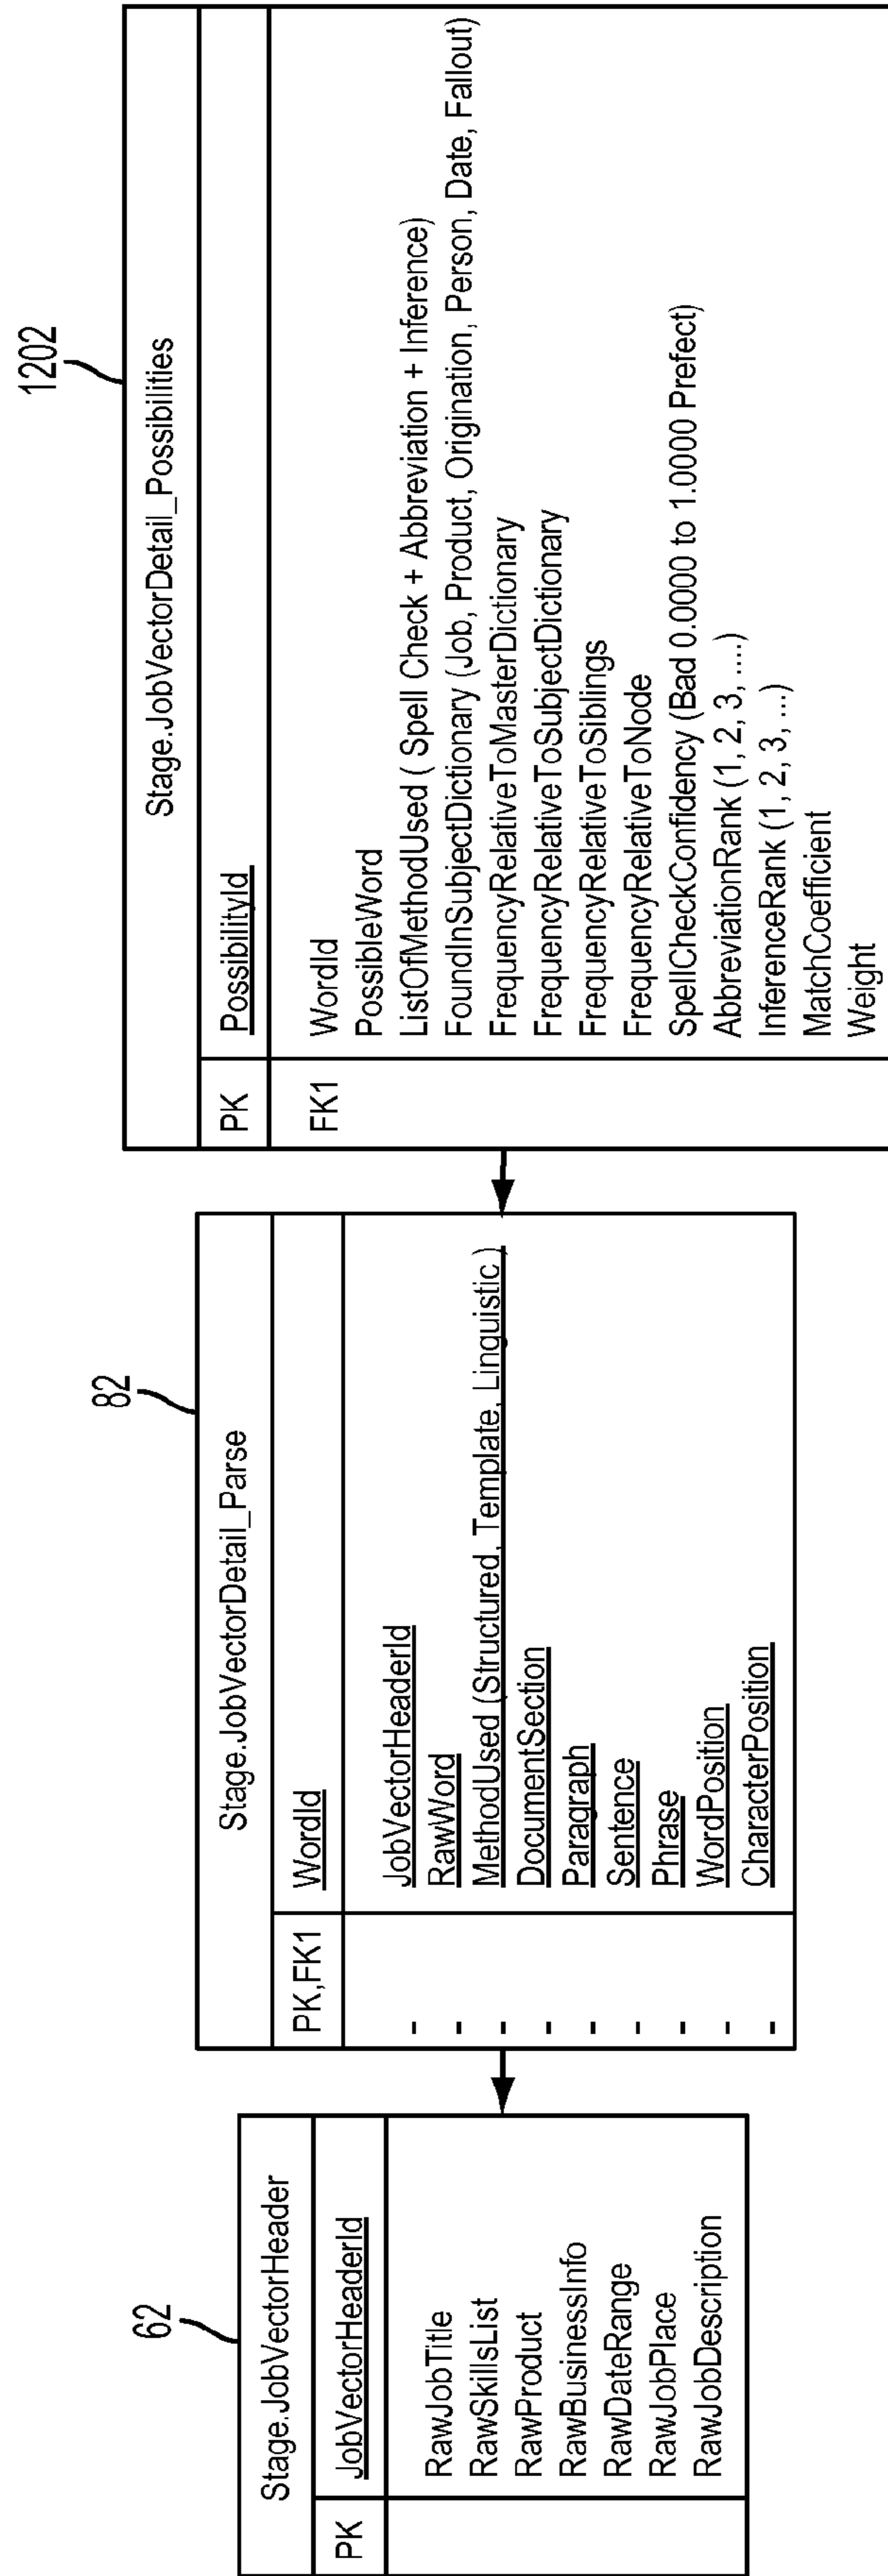 62
Stage.JobVectorHeader
PK JobVectorHeaderId
RawJobTitle
RawSkillsList
RawProduct
RawBusinessInfo
RawDateRange
RawJobPlace
RawJobDescription
82
Stage.JobVectorDetail_Parse
PK,FK1 WordId
- JobVectorHeaderId
- RawWord
- MethodUsed (Structured, Template, Linguistic )
- DocumentSection
- Paragraph
- Sentence
- Phrase
- WordPosition
- CharacterPosition
1202
Stage.JobVectorDetail_Possibilities
PK PossibilityId
FK1 WordId
PossibleWord
ListOfMethodUsed ( Spell Check + Abbreviation + Inference)
FoundInSubjectDictionary (Job, Product, Origination, Person, Date, Fallout)
FrequencyRelativeToMasterDictionary
FrequencyRelativeToSubjectDictionary
FrequencyRelativeToSiblings
FrequencyRelativeToNode
SpellCheckConfidency (Bad 0.0000 to 1.0000 Prefect)
AbbreviationRank (1, 2, 3, ....)
InferenceRank (1, 2, 3, ...)
MatchCoefficient
Weight